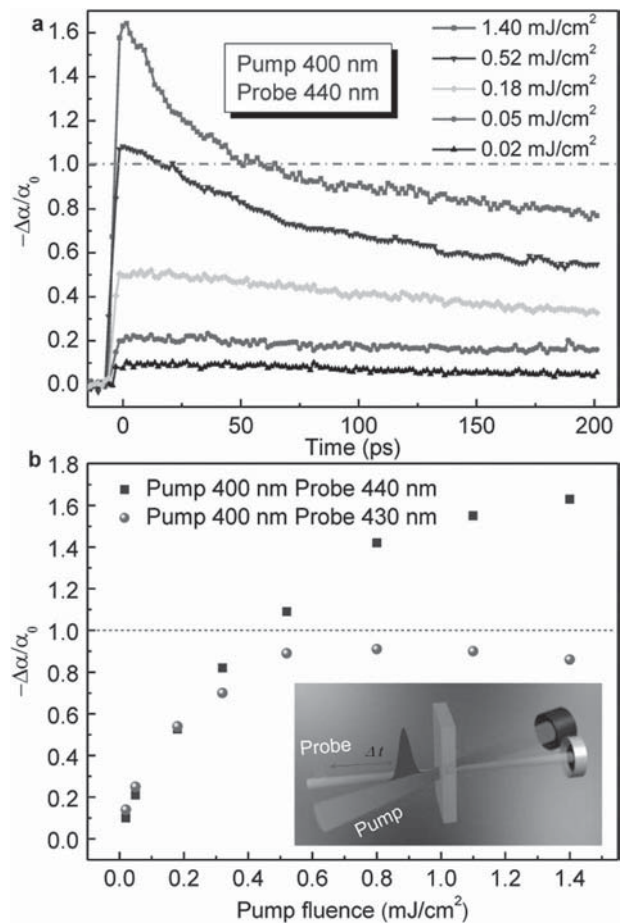 a
Pump 400 nm
Probe 440 nm
1.40 mJ/cm²
0.52 mJ/cm²
0.18 mJ/cm²
0.05 mJ/cm²
0.02 mJ/cm²
−Δα/α₀
1.6
1.4
1.2
1.0
0.8
0.6
0.4
0.2
0.0
0 50 100 150 200
Time (ps)
b
Pump 400 nm Probe 440 nm
Pump 400 nm Probe 430 nm
−Δα/α₀
1.8
1.6
1.4
1.2
1.0
0.8
0.6
0.4
0.2
0.0
Probe
Δt
Pump
0.0 0.2 0.4 0.6 0.8 1.0 1.2 1.4
Pump fluence (mJ/cm²)